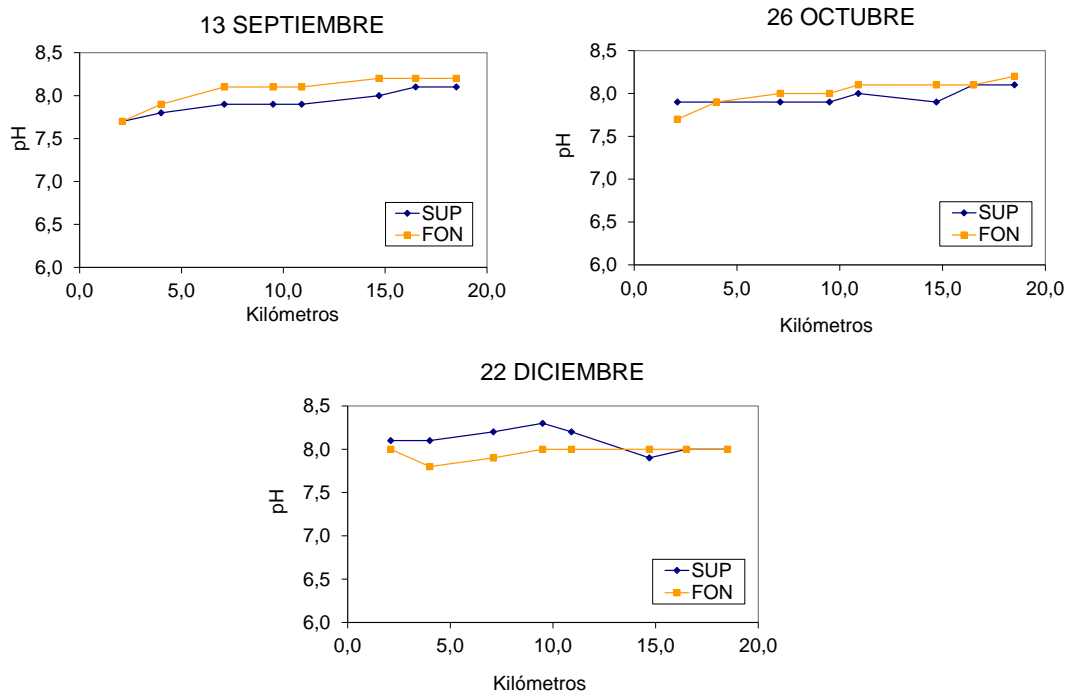 13 SEPTIEMBRE
8,5
8,0
7,5
7,0
6,5
6,0
pH
0,0 5,0 10,0 15,0 20,0
Kilómetros
SUP
FON
26 OCTUBRE
8,5
8,0
7,5
7,0
6,5
6,0
pH
0,0 5,0 10,0 15,0 20,0
Kilómetros
SUP
FON
22 DICIEMBRE
8,5
8,0
7,5
7,0
6,5
6,0
pH
0,0 5,0 10,0 15,0 20,0
Kilómetros
SUP
FON